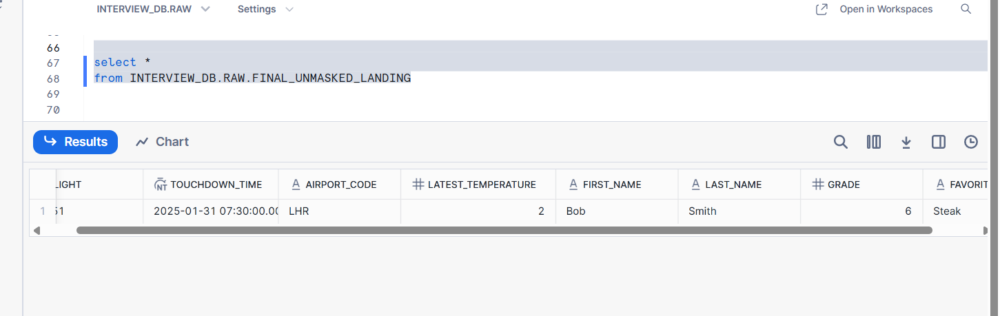 INTERVIEW_DB.RAW Settings Open in Workspaces
66
67 select *
68 from INTERVIEW_DB.RAW.FINAL_UNMASKED_LANDING
69
70
Results Chart
LIGHT TOUCHDOWN_TIME AIRPORT_CODE LATEST_TEMPERATURE FIRST_NAME LAST_NAME GRADE FAVORIT
1 51 2025-01-31 07:30:00.00 LHR 2 Bob Smith 6 Steak